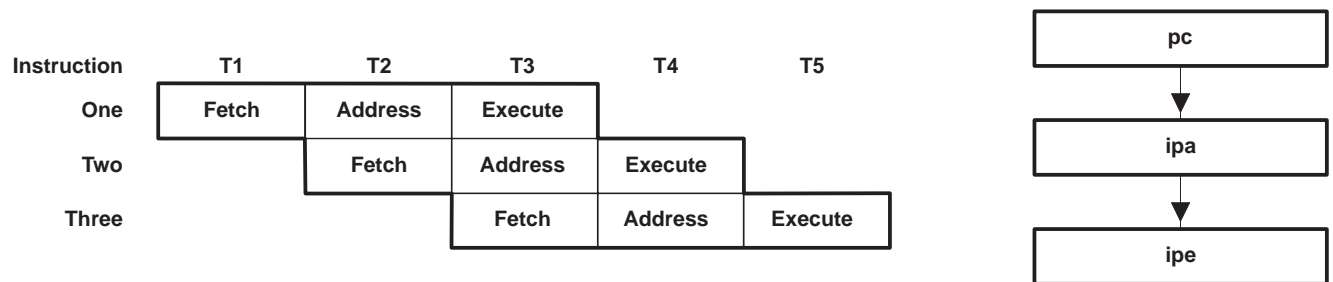 Instruction T1 T2 T3 T4 T5
One Fetch Address Execute
Two Fetch Address Execute
Three Fetch Address Execute
pc
ipa
ipe